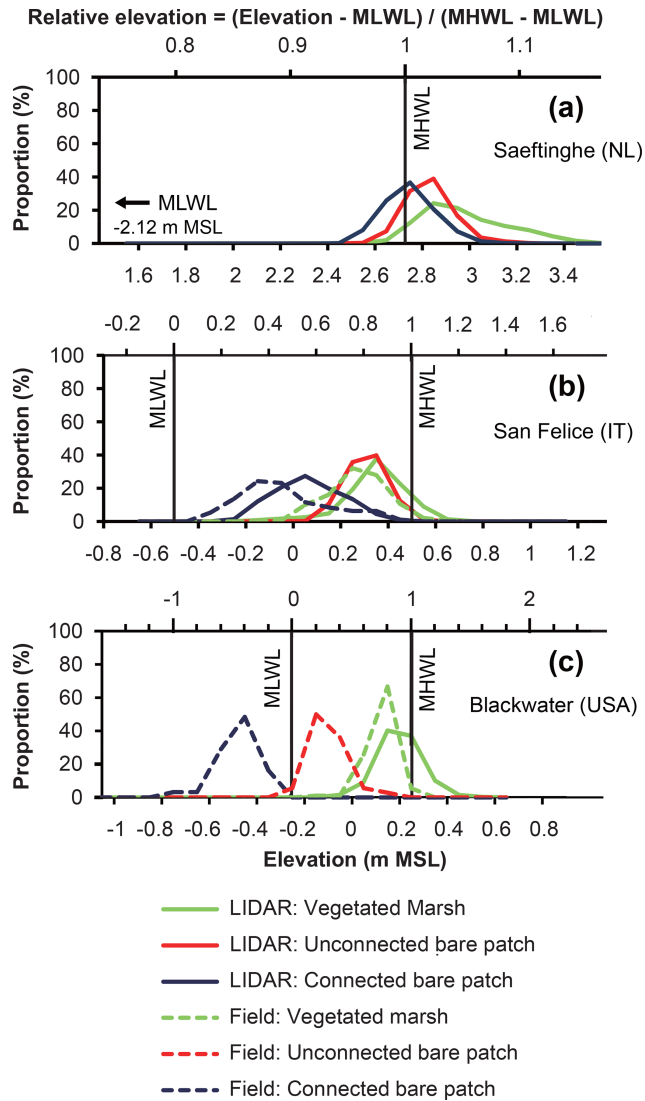 Relative elevation = (Elevation - MLWL) / (MHWL - MLWL)
0.8 0.9 1 1.1
100
80
60
40
20
0
Proportion (%)
(a)
Saeftinghe (NL)
MHWL
MLWL
-2.12 m MSL
1.6 1.8 2 2.2 2.4 2.6 2.8 3 3.2 3.4
-0.2 0 0.2 0.4 0.6 0.8 1 1.2 1.4 1.6
100
80
60
40
20
0
Proportion (%)
MLWL
MHWL
(b)
San Felice (IT)
-0.8 -0.6 -0.4 -0.2 0 0.2 0.4 0.6 0.8 1 1.2
-1 0 1 2
100
80
60
40
20
0
Proportion (%)
MLWL
MHWL
(c)
Blackwater (USA)
-1 -0.8 -0.6 -0.4 -0.2 0 0.2 0.4 0.6 0.8
Elevation (m MSL)
LIDAR: Vegetated Marsh
LIDAR: Unconnected bare patch
LIDAR: Connected bare patch
Field: Vegetated marsh
Field: Unconnected bare patch
Field: Connected bare patch